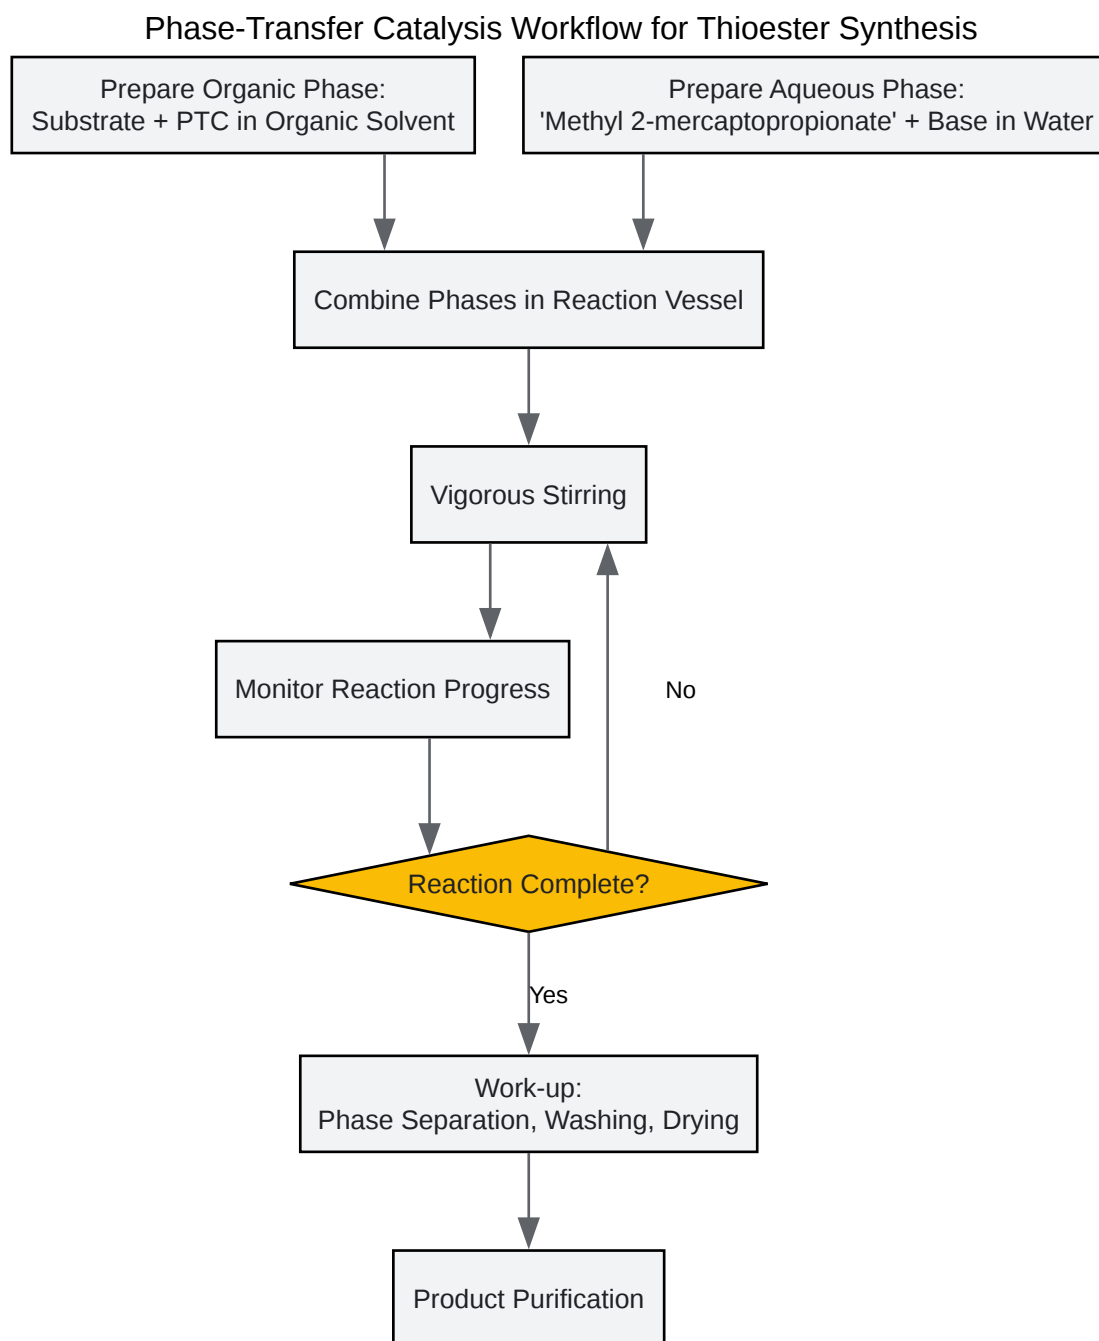 Phase-Transfer Catalysis Workflow for Thioester Synthesis
Prepare Organic Phase:
Substrate + PTC in Organic Solvent
Prepare Aqueous Phase:
'Methyl 2-mercaptopropionate' + Base in Water
Combine Phases in Reaction Vessel
Vigorous Stirring
Monitor Reaction Progress
No
Reaction Complete?
Yes
Work-up:
Phase Separation, Washing, Drying
Product Purification